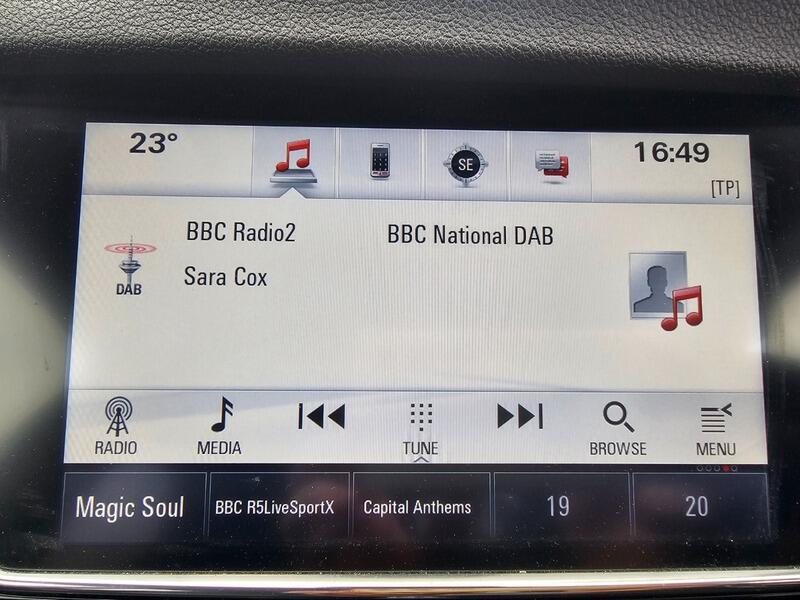 23°
SE
16:49
[TP]
BBC Radio2
BBC National DAB
DAB
Sara Cox
RADIO
MEDIA
TUNE
BROWSE
MENU
Magic Soul
BBC R5LiveSportX
Capital Anthems
19
20